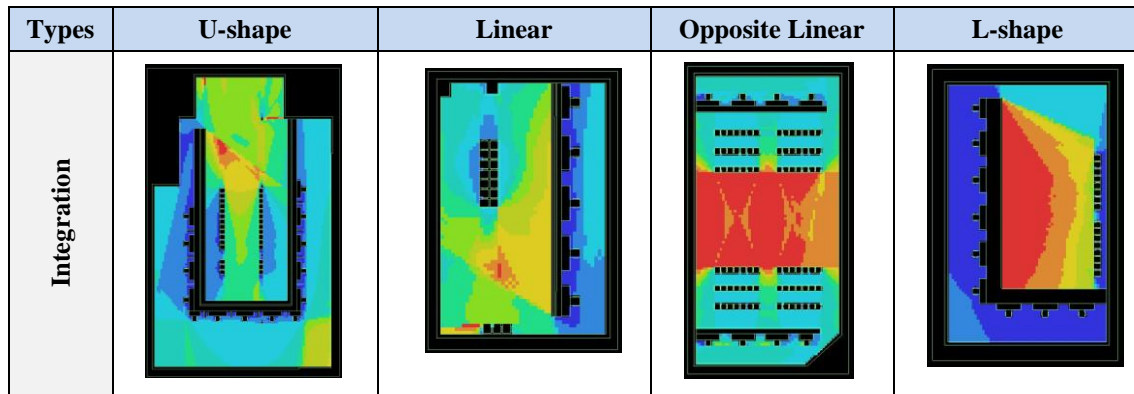 Types
U-shape
Linear
Opposite Linear
L-shape
Integration